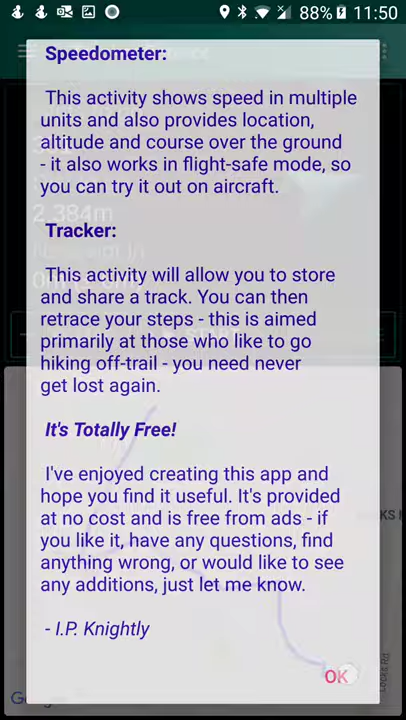 88% 11:50
Speedometer:
This activity shows speed in multiple
units and also provides location,
altitude and course over the ground
- it also works in flight-safe mode, so
you can try it out on aircraft.
2,384m
Tracker:
This activity will allow you to store
and share a track. You can then
retrace your steps - this is aimed
primarily at those who like to go
hiking off-trail - you need never
get lost again.
It's Totally Free!
I've enjoyed creating this app and
hope you find it useful. It's provided
at no cost and is free from ads - if
you like it, have any questions, find
anything wrong, or would like to see
any additions, just let me know.
- I.P. Knightly
OK